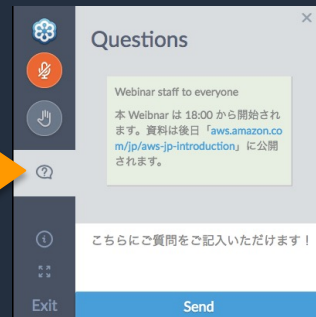 Questions
Webinar staff to everyone
本 Weibnar は 18:00 から開始され
ます。資料は後日「aws.amazon.co
m/jp/aws-jp-introduction」に公開
されます。
こちらにご質問をご記入いただけます！
Exit
Send